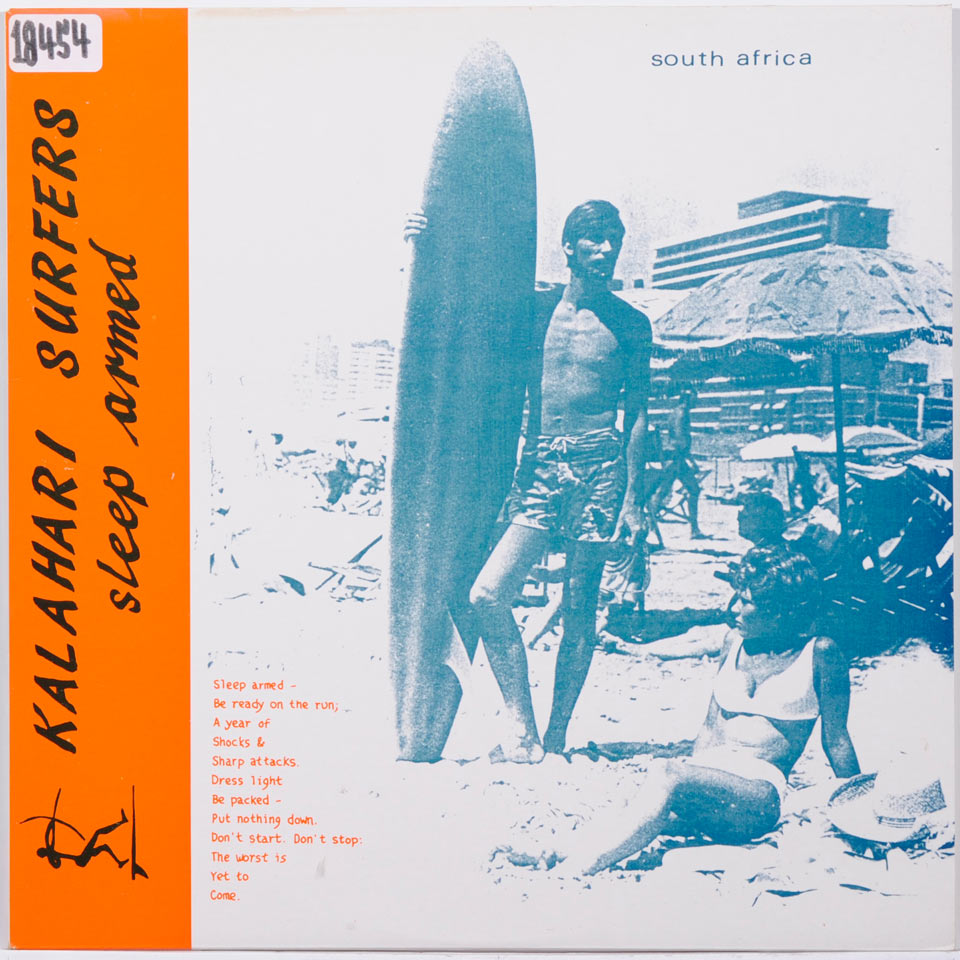 18454
KALAHARI SURFERS
sleep armed
south africa
Sleep armed -
Be ready on the run;
A year of
Shocks &
Sharp attacks.
Dress light
Be packed -
Put nothing down.
Don't start. Don't stop:
The worst is
Yet to
Come.